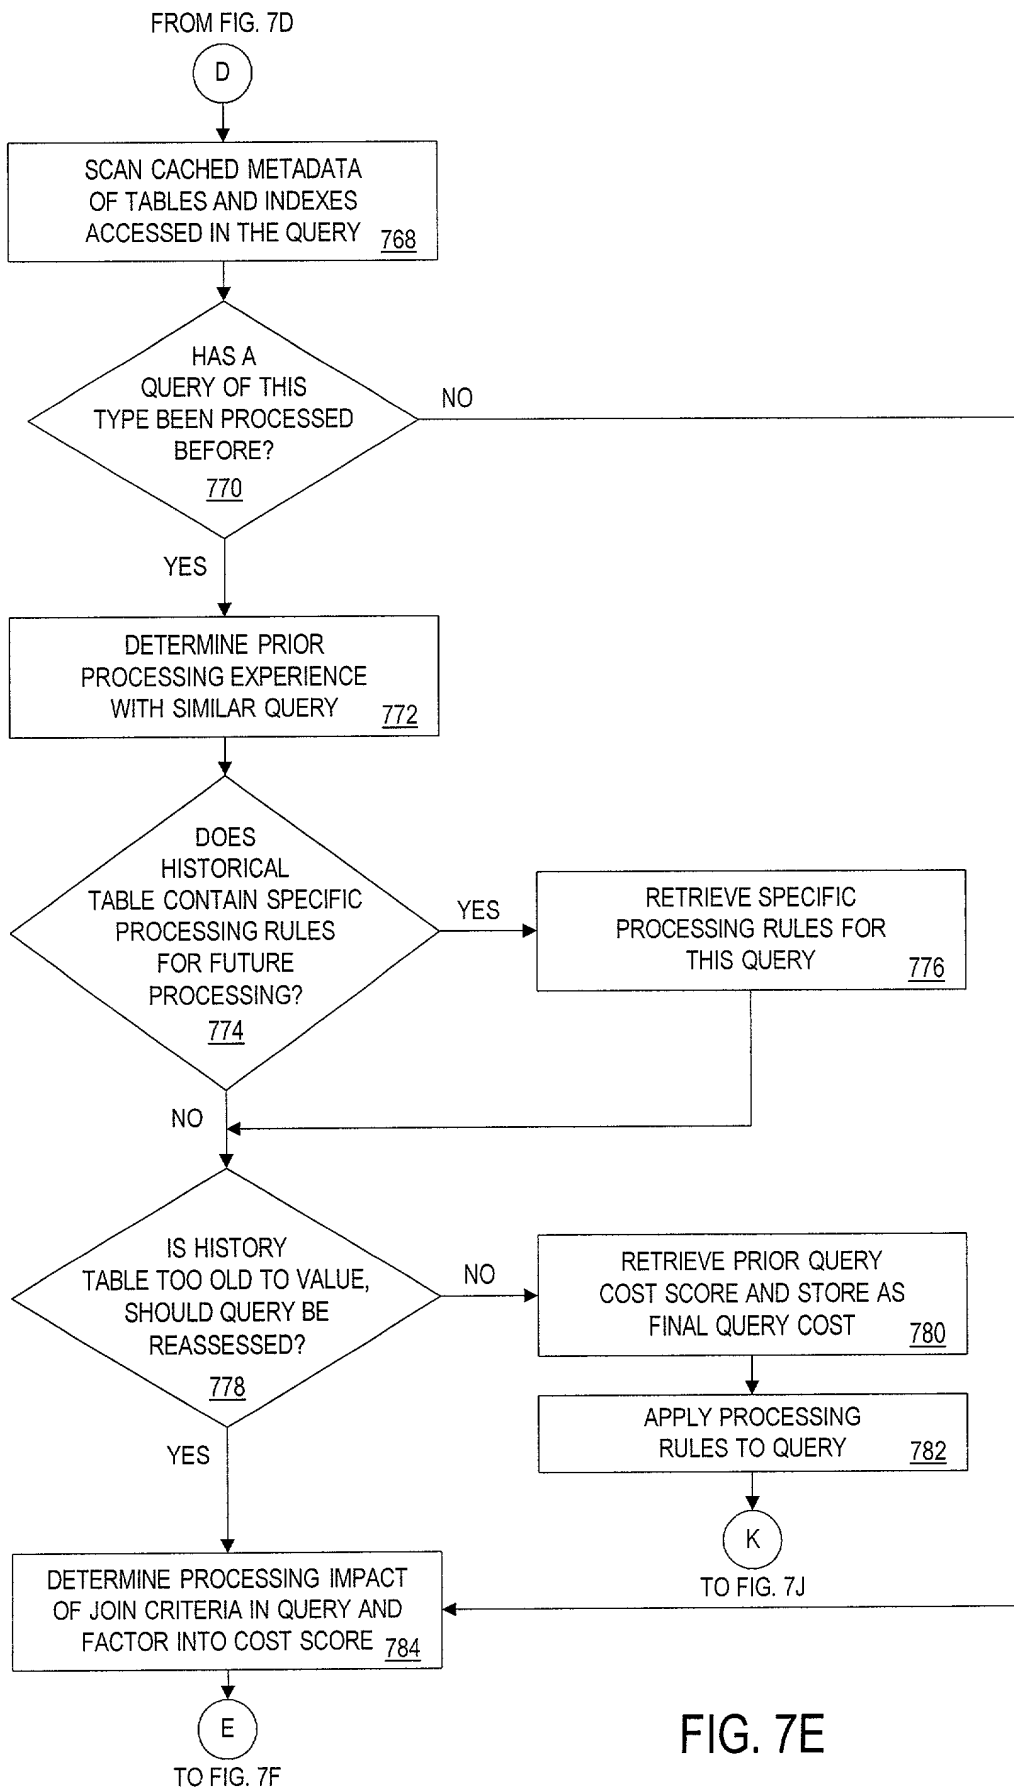 FROM FIG. 7D
D
SCAN CACHED METADATA
OF TABLES AND INDEXES
ACCESSED IN THE QUERY
768
HAS A
QUERY OF THIS
TYPE BEEN PROCESSED
BEFORE?
770
NO
YES
DETERMINE PRIOR
PROCESSING EXPERIENCE
WITH SIMILAR QUERY
772
DOES
HISTORICAL
TABLE CONTAIN SPECIFIC
PROCESSING RULES
FOR FUTURE
PROCESSING?
774
YES
RETRIEVE SPECIFIC
PROCESSING RULES FOR
THIS QUERY
776
NO
IS HISTORY
TABLE TOO OLD TO VALUE,
SHOULD QUERY BE
REASSESSED?
778
NO
RETRIEVE PRIOR QUERY
COST SCORE AND STORE AS
FINAL QUERY COST
780
APPLY PROCESSING
RULES TO QUERY
782
K
TO FIG. 7J
YES
DETERMINE PROCESSING IMPACT
OF JOIN CRITERIA IN QUERY AND
FACTOR INTO COST SCORE
784
E
TO FIG. 7F
FIG. 7E